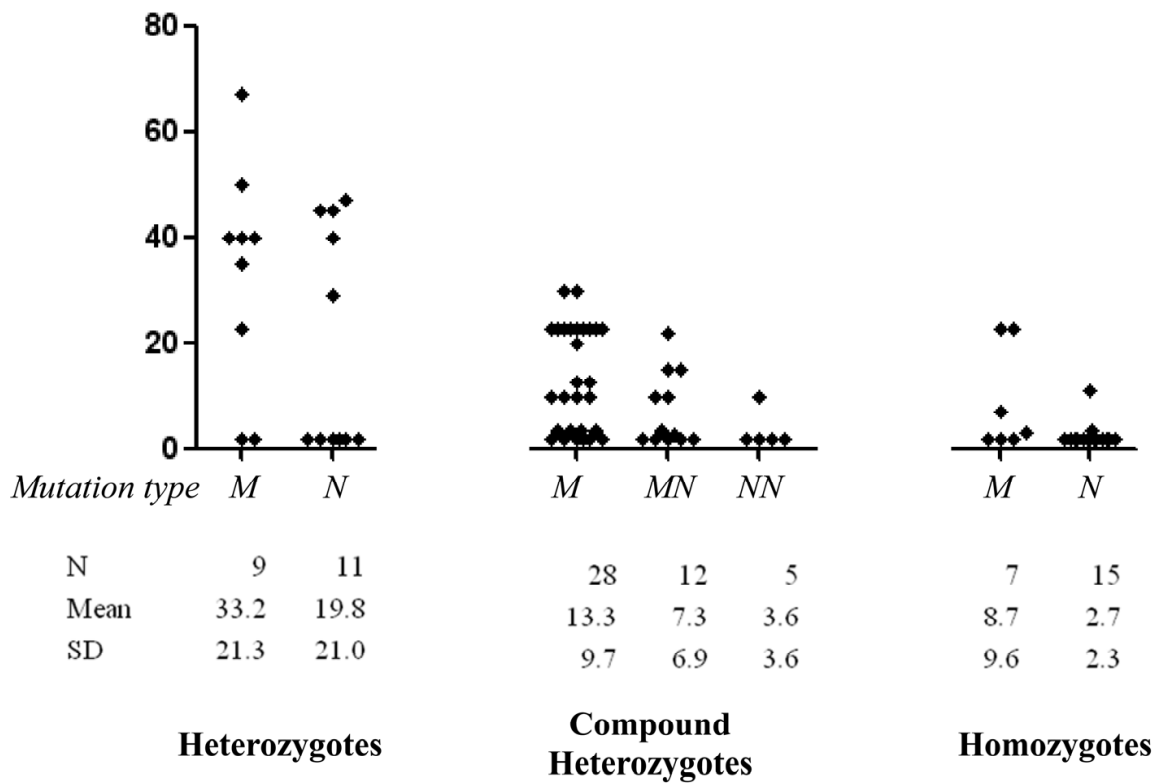 80
60
40
20
0
Mutation type M N M MN NN M N
N 9 11 28 12 5 7 15
Mean 33.2 19.8 13.3 7.3 3.6 8.7 2.7
SD 21.3 21.0 9.7 6.9 3.6 9.6 2.3
Heterozygotes
Compound
Heterozygotes
Homozygotes